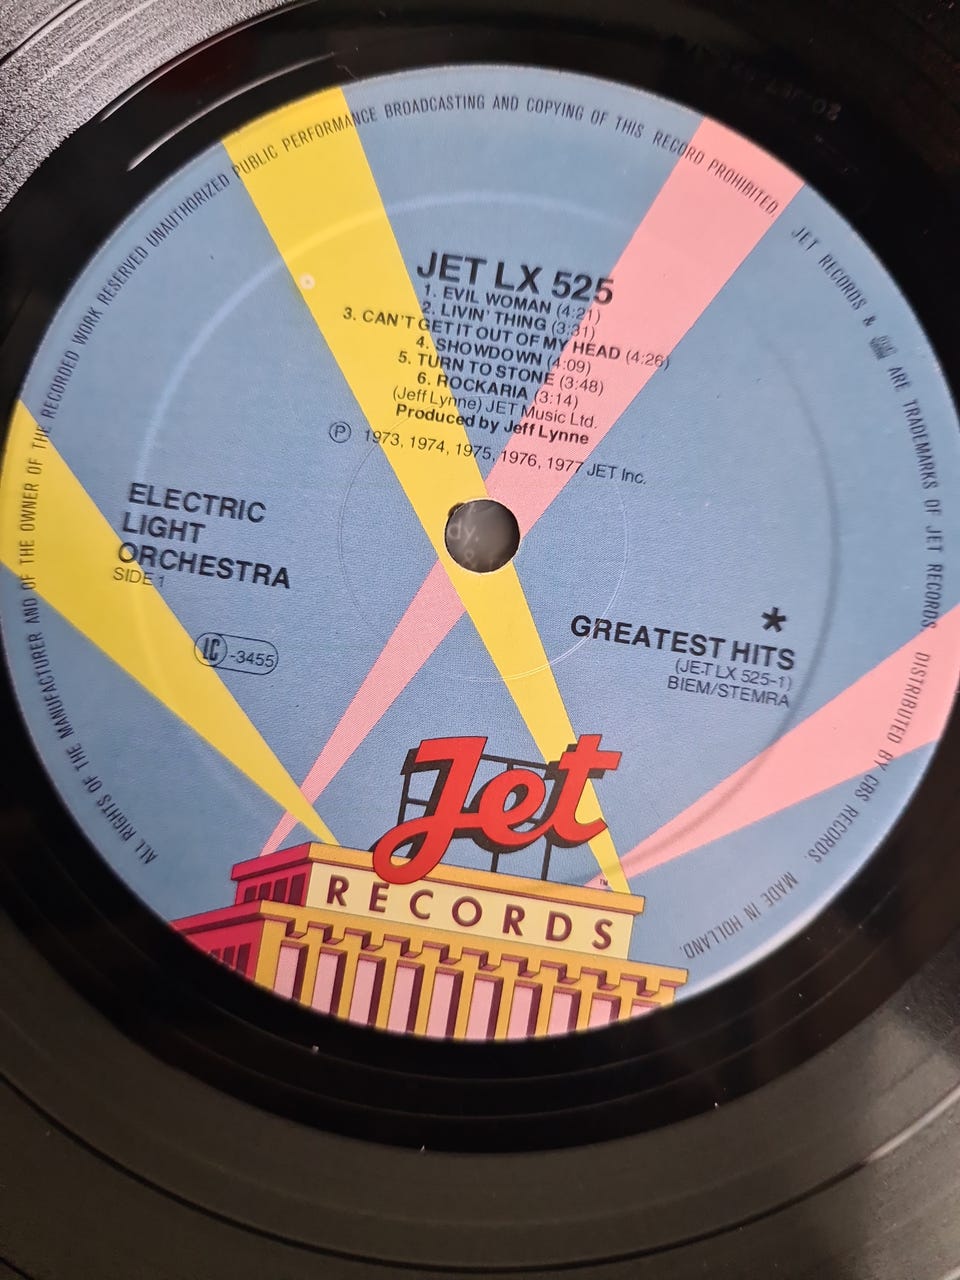 ALL RIGHTS OF THE MANUFACTURER AND OF THE OWNER OF THE RECORDED WORK RESERVED UNAUTHORIZED PUBLIC PERFORMANCE BROADCASTING AND COPYING OF THIS RECORD PROHIBITED.
JET RECORDS & ARE TRADEMARKS OF JET RECORDS DISTRIBUTED BY CBS RECORDS. MADE IN HOLLAND.
JET LX 525
1. EVIL WOMAN (4:21)
2. LIVIN' THING (3:31)
3. CAN'T GET IT OUT OF MY HEAD (4:26)
4. SHOWDOWN (4:09)
5. TURN TO STONE (3:48)
6. ROCKARIA (3:14)
(Jeff Lynne) JET Music Ltd.
Produced by Jeff Lynne
Ⓟ 1973, 1974, 1975, 1976, 1977 JET Inc.
ELECTRIC
LIGHT
ORCHESTRA
SIDE 1
LC-3455
*
GREATEST HITS
(JET LX 525-1)
BIEM/STEMRA
Jet
TM
RECORDS